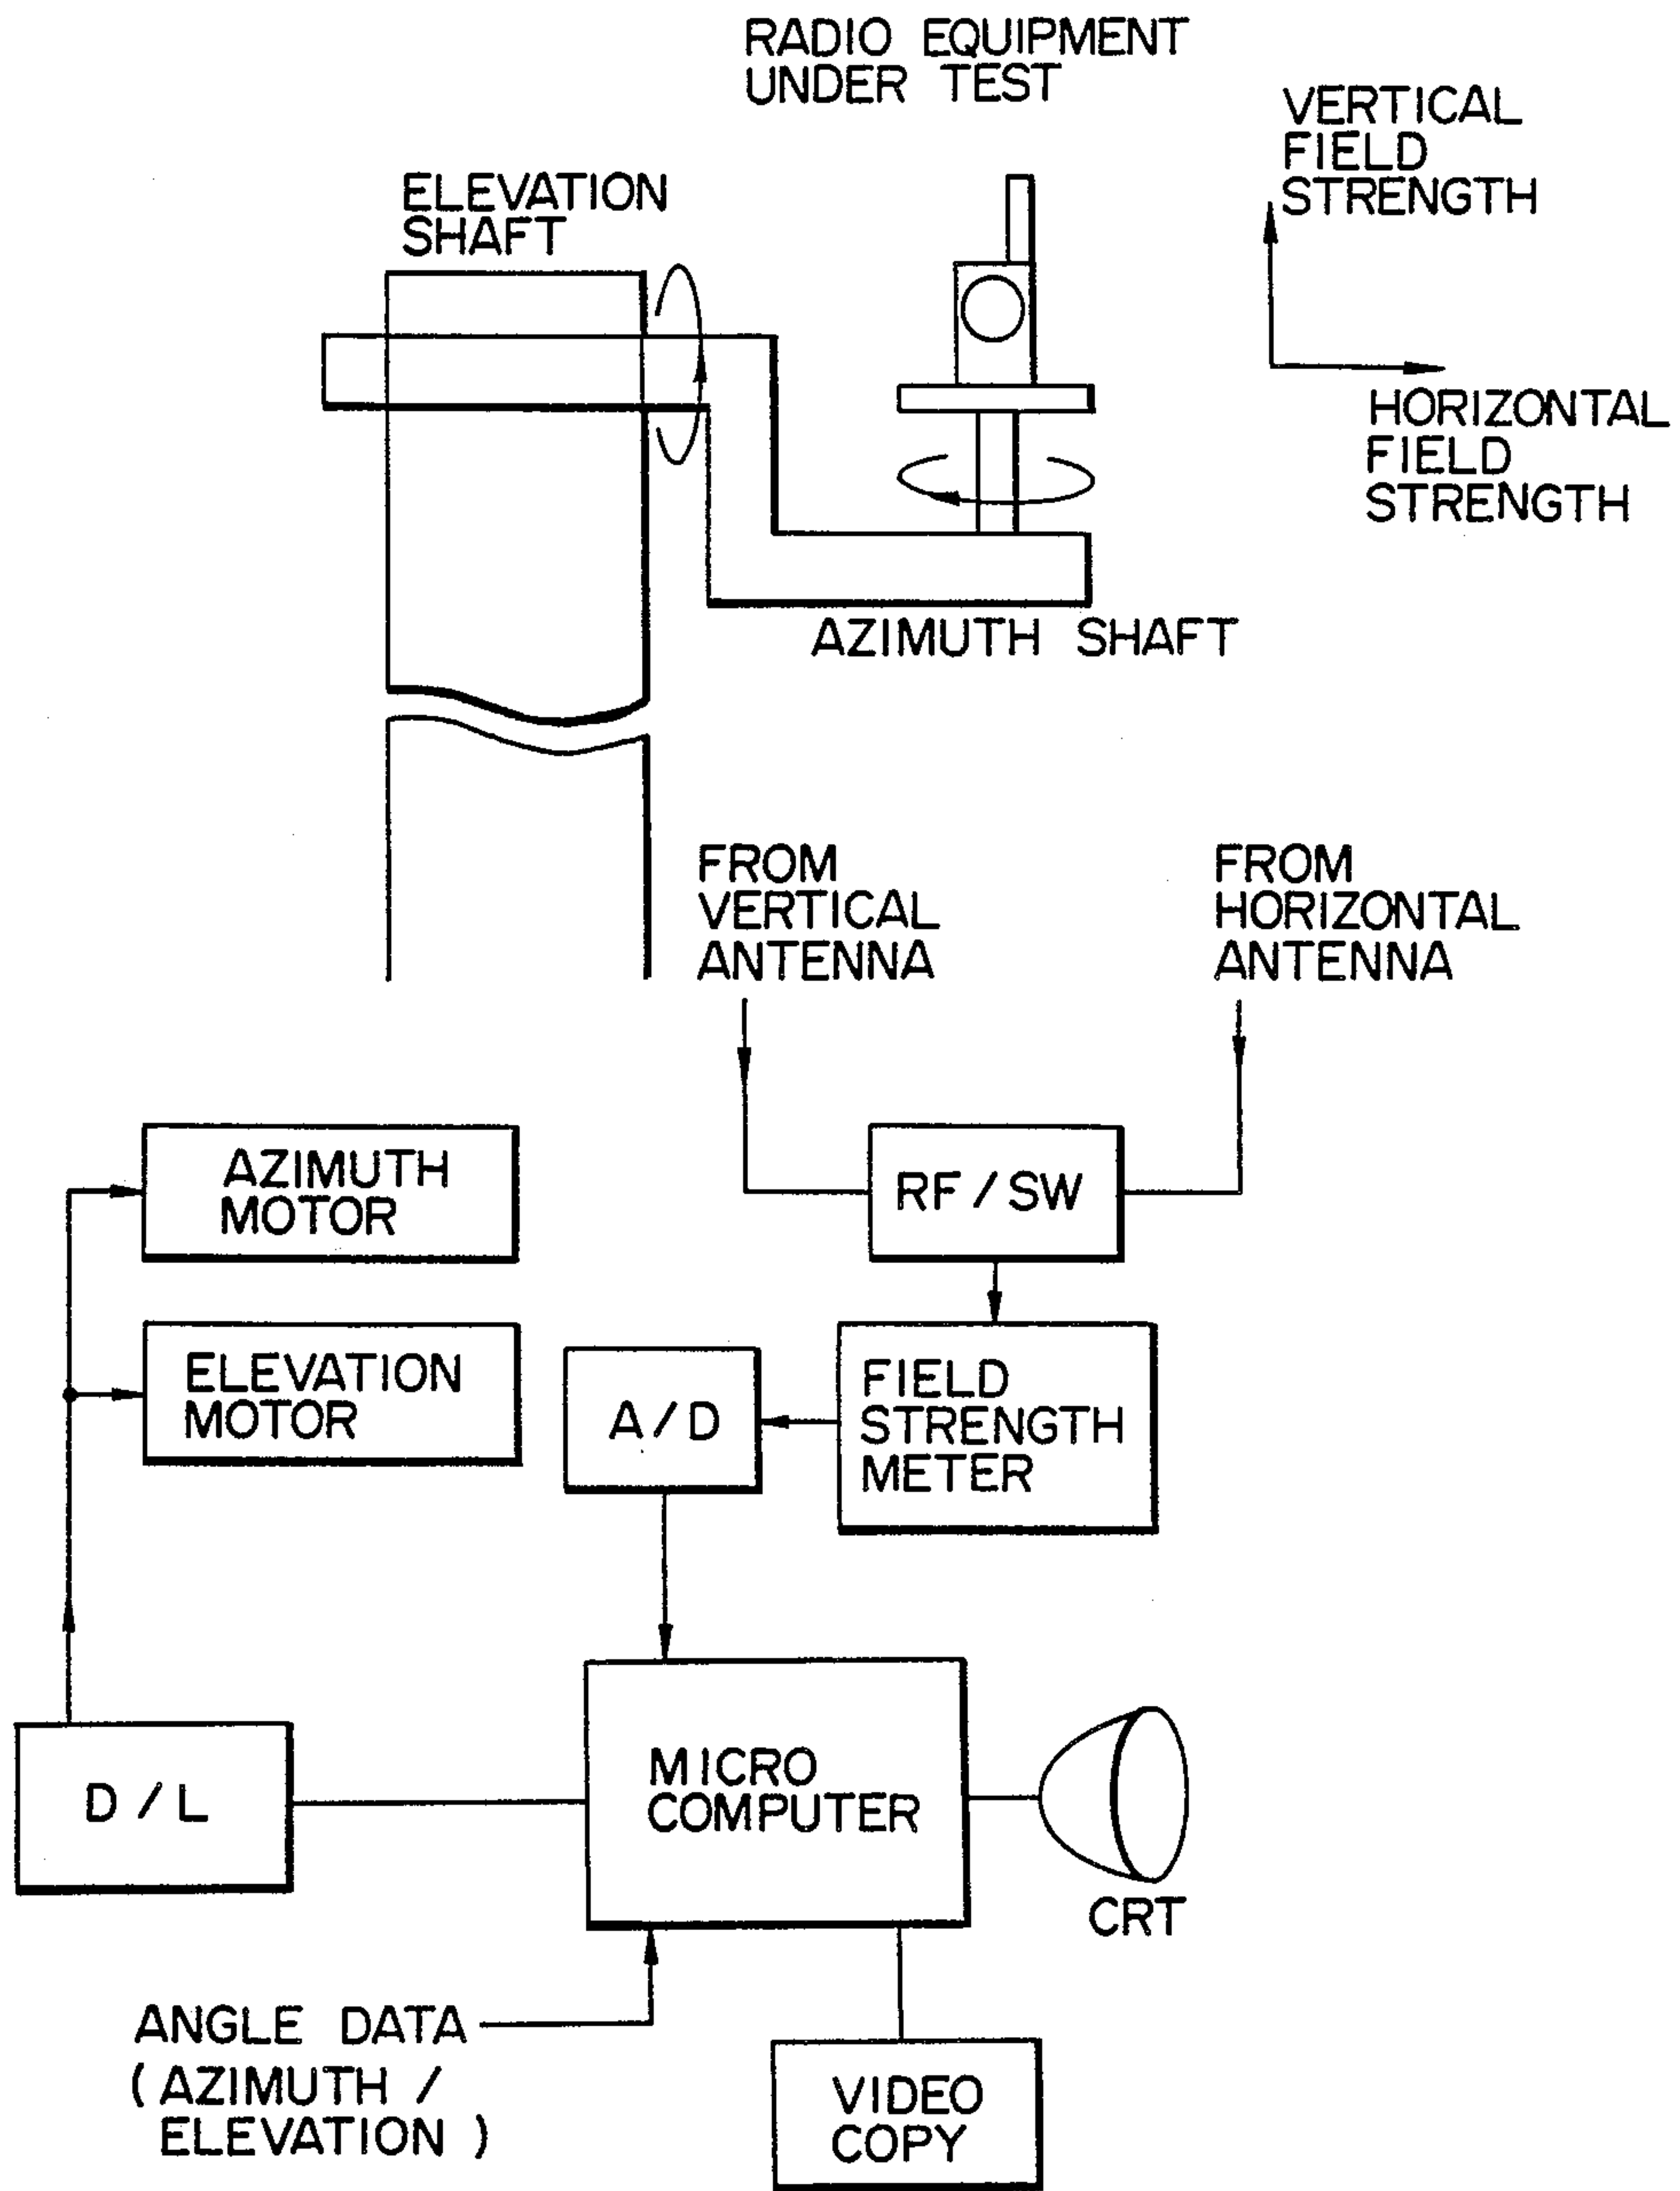 RADIO EQUIPMENT
UNDER TEST
VERTICAL
FIELD
STRENGTH
ELEVATION
SHAFT
HORIZONTAL
FIELD
STRENGTH
AZIMUTH SHAFT
FROM
VERTICAL
ANTENNA
FROM
HORIZONTAL
ANTENNA
AZIMUTH
MOTOR
RF / SW
ELEVATION
MOTOR
A / D
FIELD
STRENGTH
METER
D / L
MICRO
COMPUTER
CRT
ANGLE DATA
( AZIMUTH /
ELEVATION )
VIDEO
COPY